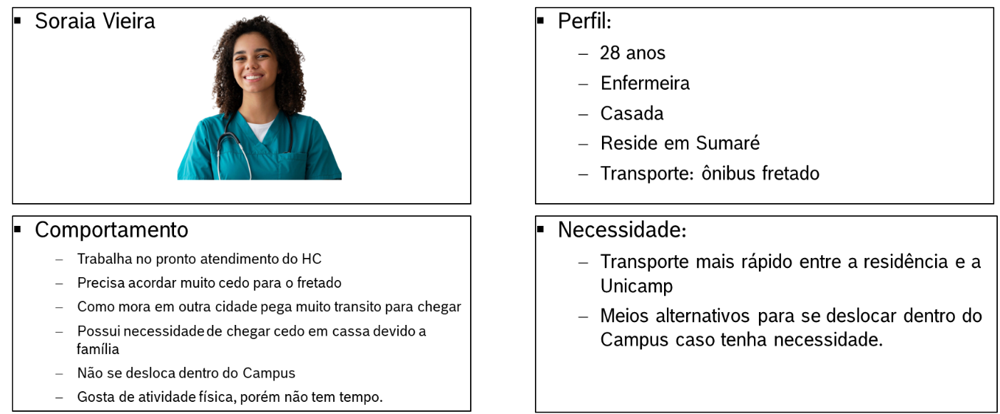 Soraia Vieira
Perfil:
– 28 anos
– Enfermeira
– Casada
– Reside em Sumaré
– Transporte: ônibus fretado
Comportamento
– Trabalha no pronto atendimento do HC
– Precisa acordar muito cedo para o fretado
– Como mora em outra cidade pega muito transito para chegar
– Possui necessidade de chegar cedo em cassa devido a
família
– Não se desloca dentro do Campus
– Gosta de atividade física, porém não tem tempo.
Necessidade:
– Transporte mais rápido entre a residência e a
Unicamp
– Meios alternativos para se deslocar dentro do
Campus caso tenha necessidade.